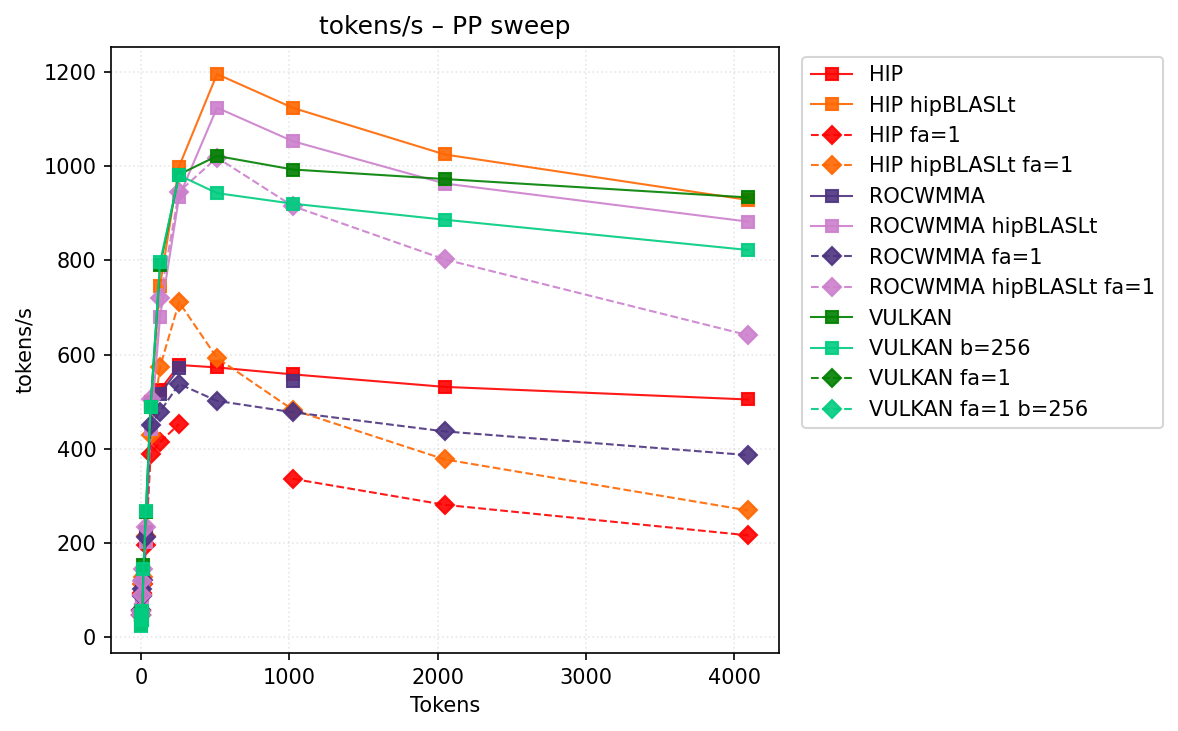 tokens/s – PP sweep
1200
1000
800
600
400
200
0
tokens/s
0
1000
2000
3000
4000
Tokens
HIP
HIP hipBLASLt
HIP fa=1
HIP hipBLASLt fa=1
ROCWMMA
ROCWMMA hipBLASLt
ROCWMMA fa=1
ROCWMMA hipBLASLt fa=1
VULKAN
VULKAN b=256
VULKAN fa=1
VULKAN fa=1 b=256